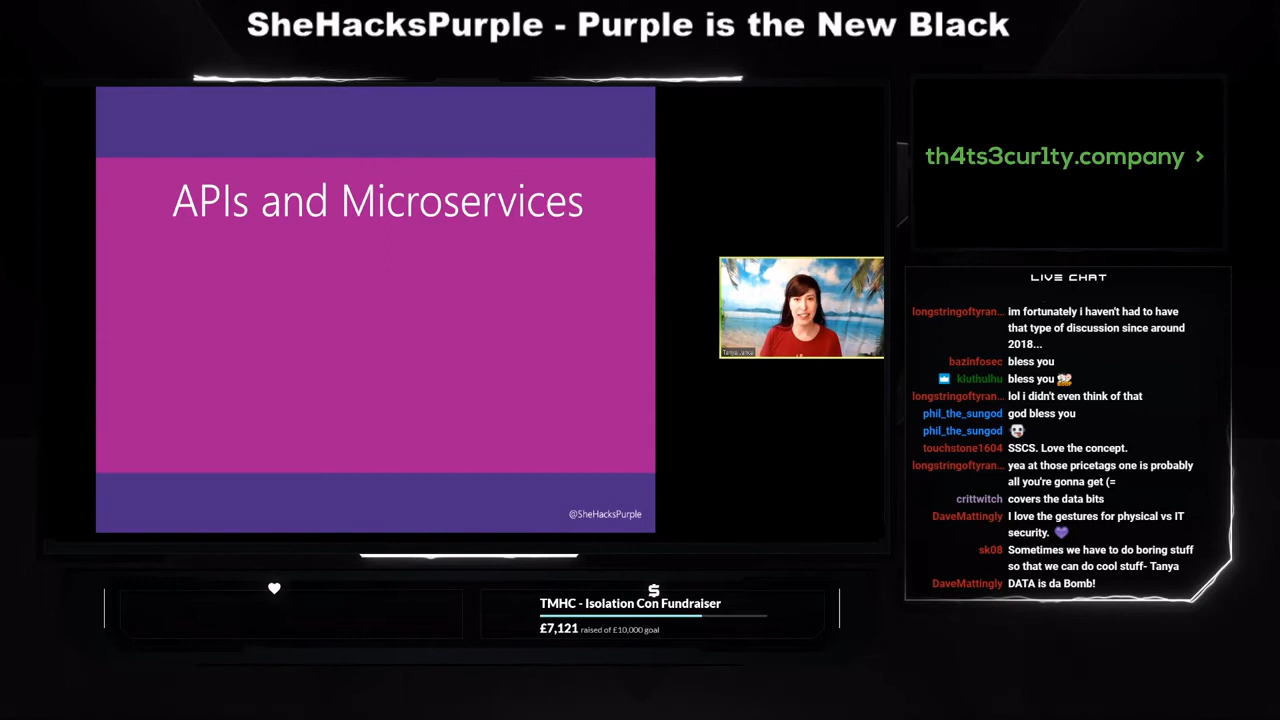 SheHacksPurple - Purple is the New Black
APIs and Microservices
@SheHacksPurple
th4ts3cur1ty.company >
LIVE CHAT
longstringoftyran... im fortunately i haven't had to have
that type of discussion since around
2018...
bazinfosec bless you
kluthulhu bless you
longstringoftyran... lol i didn't even think of that
phil_the_sungod god bless you
phil_the_sungod
touchstone1604 SSCS. Love the concept.
longstringoftyran... yea at those pricetags one is probably
all you're gonna get (=
crittwitch covers the data bits
DaveMattingly I love the gestures for physical vs IT
security.
sk08 Sometimes we have to do boring stuff
so that we can do cool stuff- Tanya
DaveMattingly DATA is da Bomb!
$
TMHC - Isolation Con Fundraiser
£7,121 raised of £10,000 goal